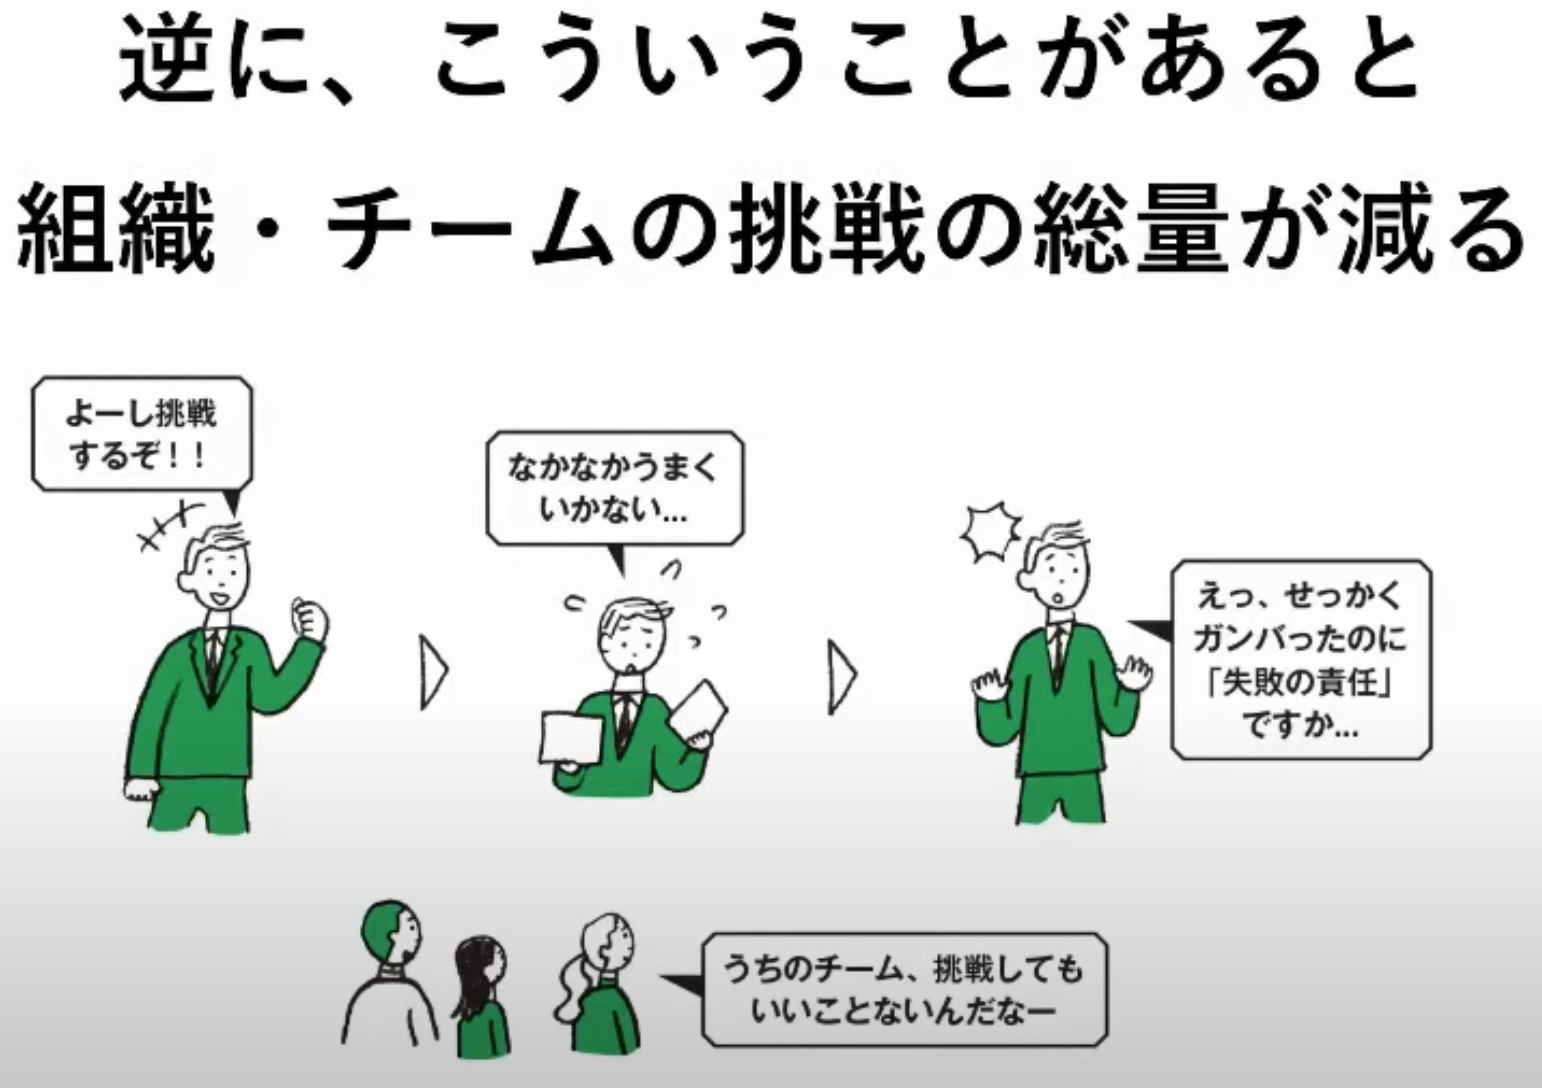 逆に、こういうことがあると
組織・チームの挑戦の総量が減る
よーし挑戦
するぞ！！
なかなかうまく
いかない...
えっ、せっかく
ガンバったのに
「失敗の責任」
ですか...
うちのチーム、挑戦しても
いいことないんだなー